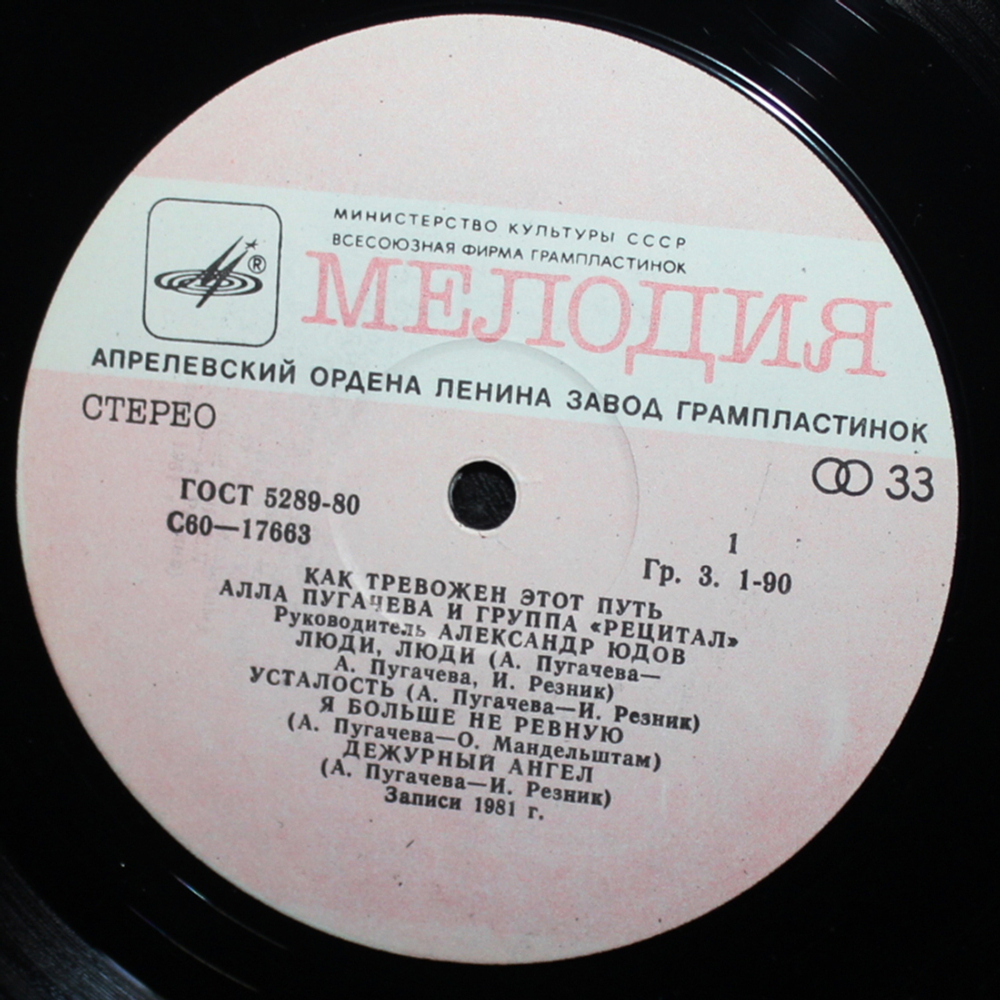 МИНИСТЕРСТВО КУЛЬТУРЫ СССР
ВСЕСОЮЗНАЯ ФИРМА ГРАМПЛАСТИНОК
®
МЕЛОДИЯ
АПРЕЛЕВСКИЙ ОРДЕНА ЛЕНИНА ЗАВОД ГРАМПЛАСТИНОК
СТЕРЕО
33
ГОСТ 5289-80
С60—17663
1
Гр. 3. 1-90
КАК ТРЕВОЖЕН ЭТОТ ПУТЬ
АЛЛА ПУГАЧЕВА И ГРУППА «РЕЦИТАЛ»
Руководитель АЛЕКСАНДР ЮДОВ
ЛЮДИ, ЛЮДИ (А. Пугачева—
А. Пугачева, И. Резник)
УСТАЛОСТЬ (А. Пугачева—И. Резник)
Я БОЛЬШЕ НЕ РЕВНУЮ
(А. Пугачева—О. Мандельштам)
ДЕЖУРНЫЙ АНГЕЛ
(А. Пугачева—И. Резник)
Записи 1981 г.